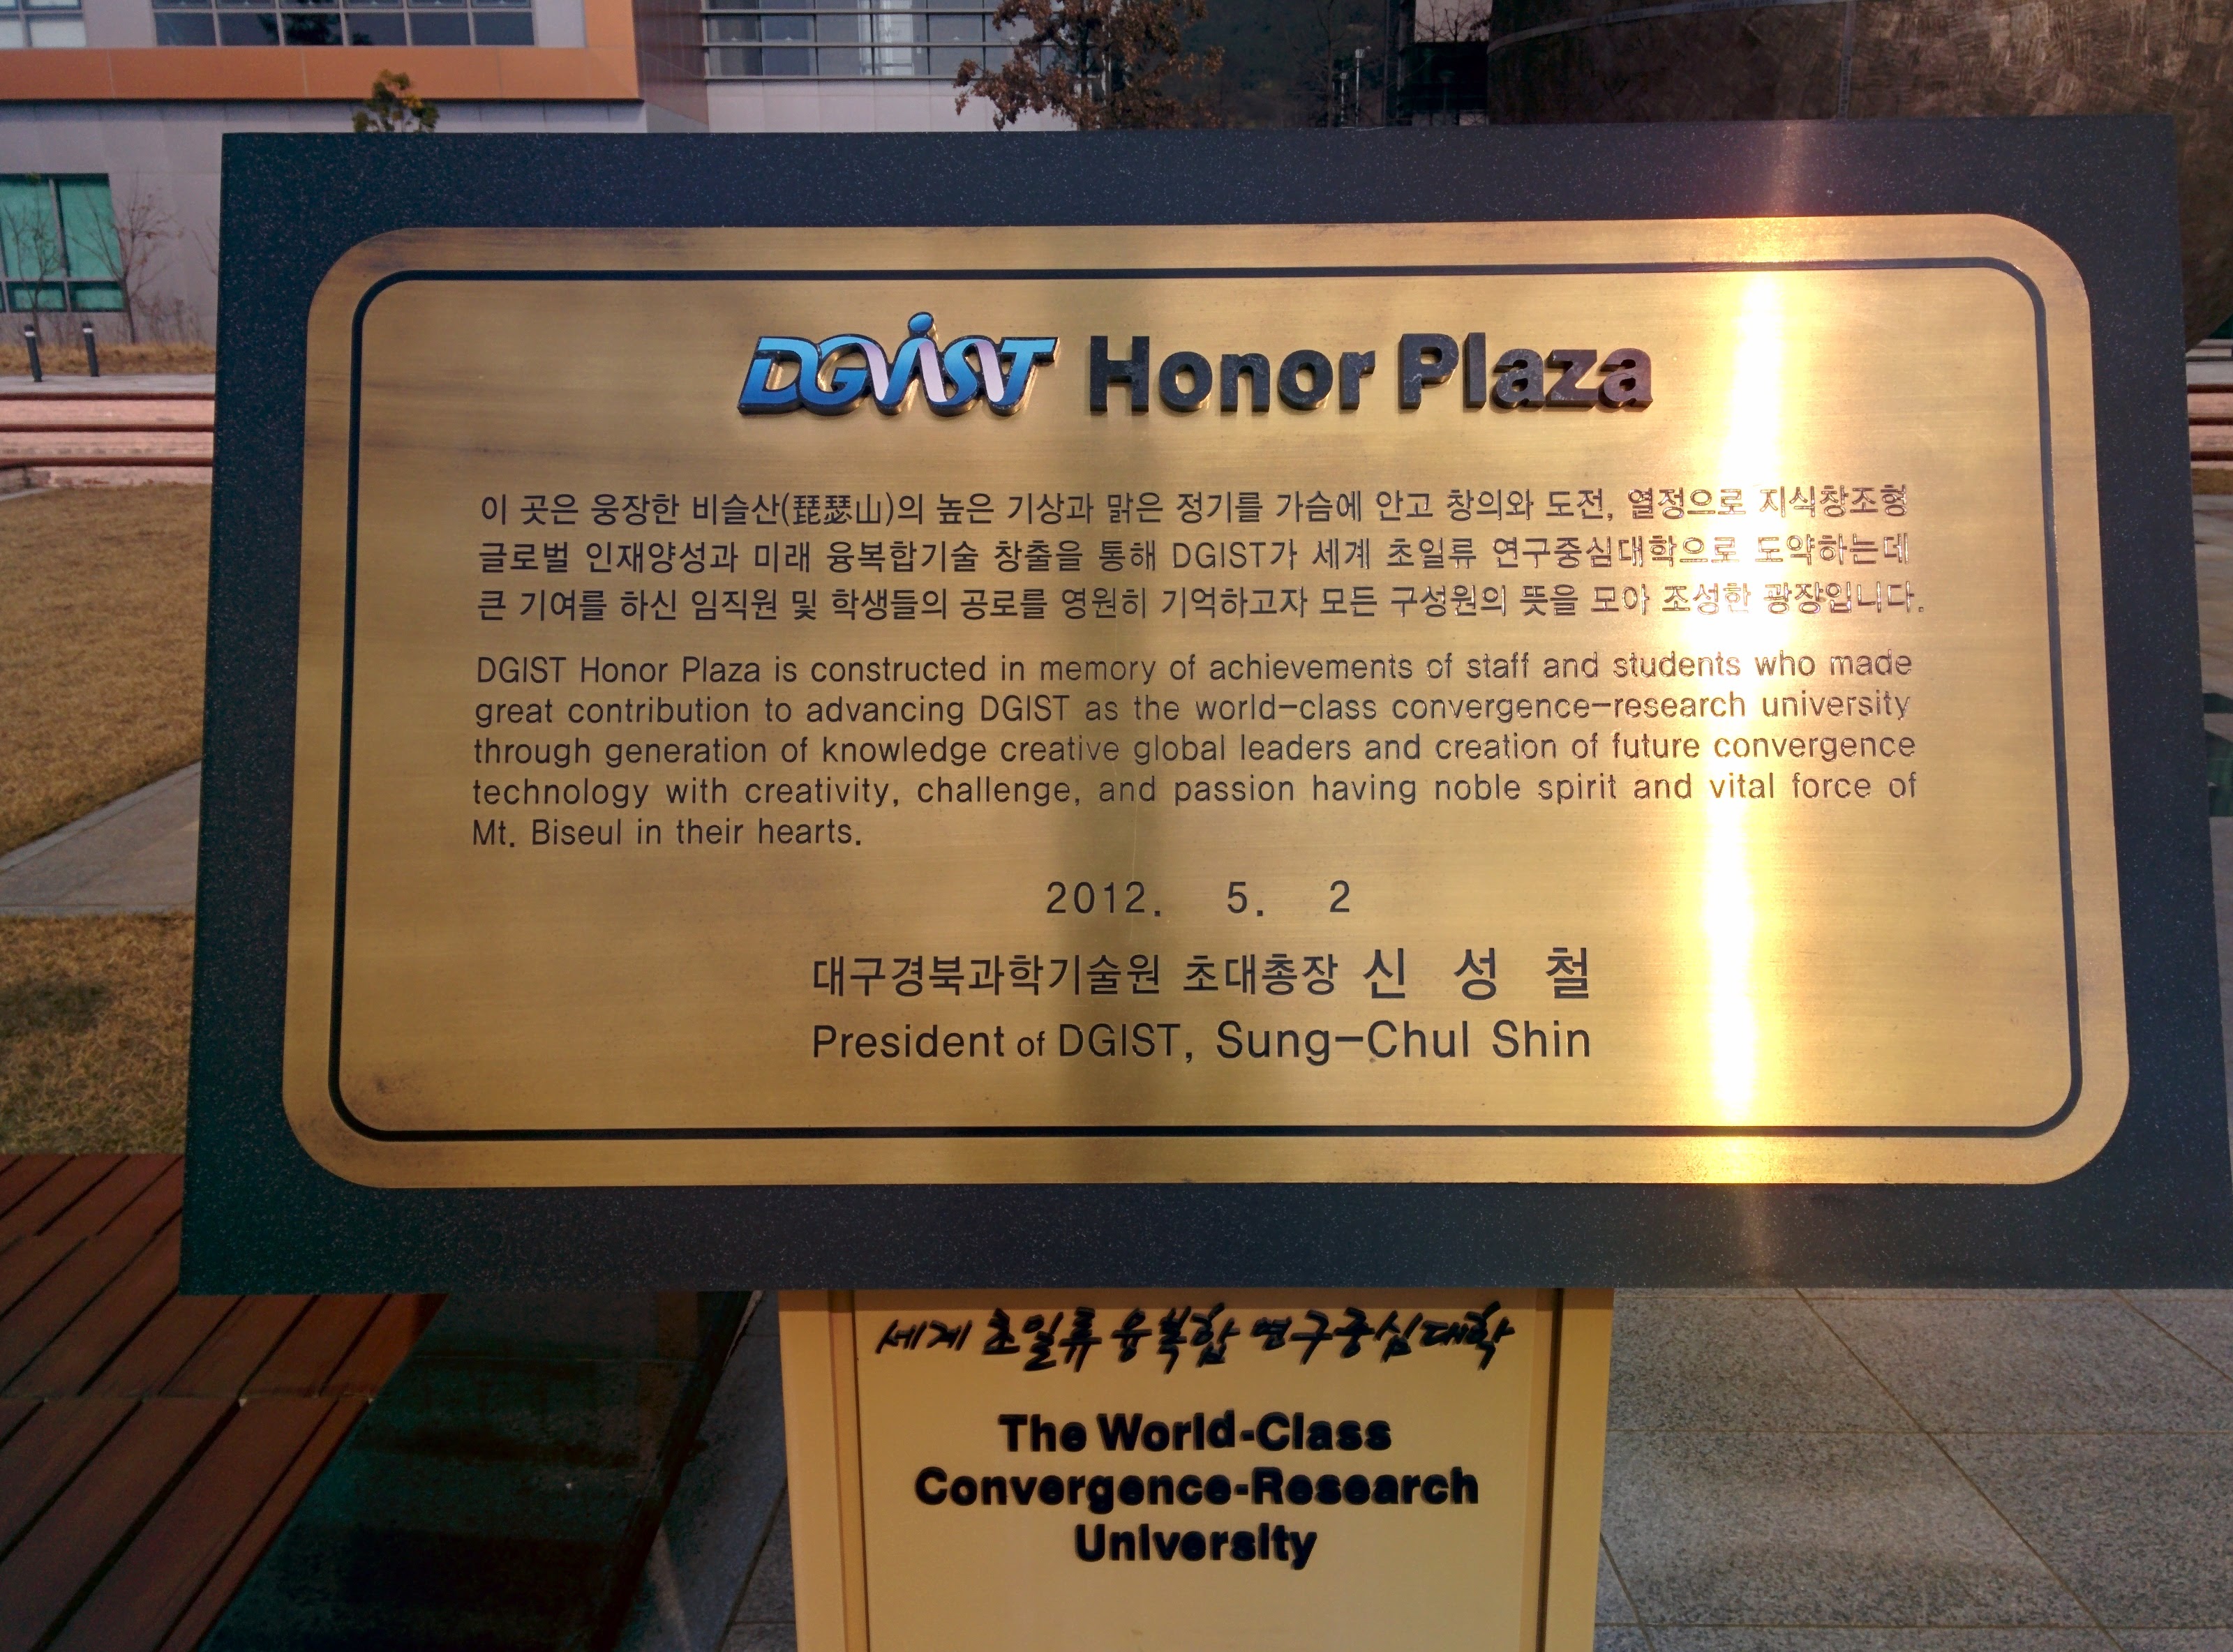 DGIST Honor Plaza
이 곳은 웅장한 비슬산(琵瑟山)의 높은 기상과 맑은 정기를 가슴에 안고 창의와 도전, 열정으로 지식창조형
글로벌 인재양성과 미래 융복합기술 창출을 통해 DGIST가 세계 초일류 연구중심대학으로 도약하는데
큰 기여를 하신 임직원 및 학생들의 공로를 영원히 기억하고자 모든 구성원의 뜻을 모아 조성한 광장입니다.
DGIST Honor Plaza is constructed in memory of achievements of staff and students who made
great contribution to advancing DGIST as the world-class convergence-research university
through generation of knowledge creative global leaders and creation of future convergence
technology with creativity, challenge, and passion having noble spirit and vital force of
Mt. Biseul in their hearts.
2012. 5. 2
대구경북과학기술원 초대총장 신 성 철
President of DGIST, Sung-Chul Shin
세계 초일류 융복합 연구중심대학
The World-Class
Convergence-Research
University